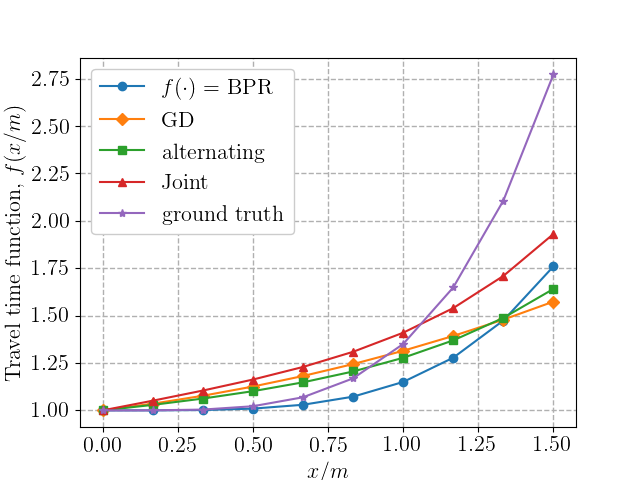 Travel time function, f(x/m)
2.75
2.50
2.25
2.00
1.75
1.50
1.25
1.00
f(·) = BPR
GD
alternating
Joint
ground truth
0.00 0.25 0.50 0.75 1.00 1.25 1.50
x/m